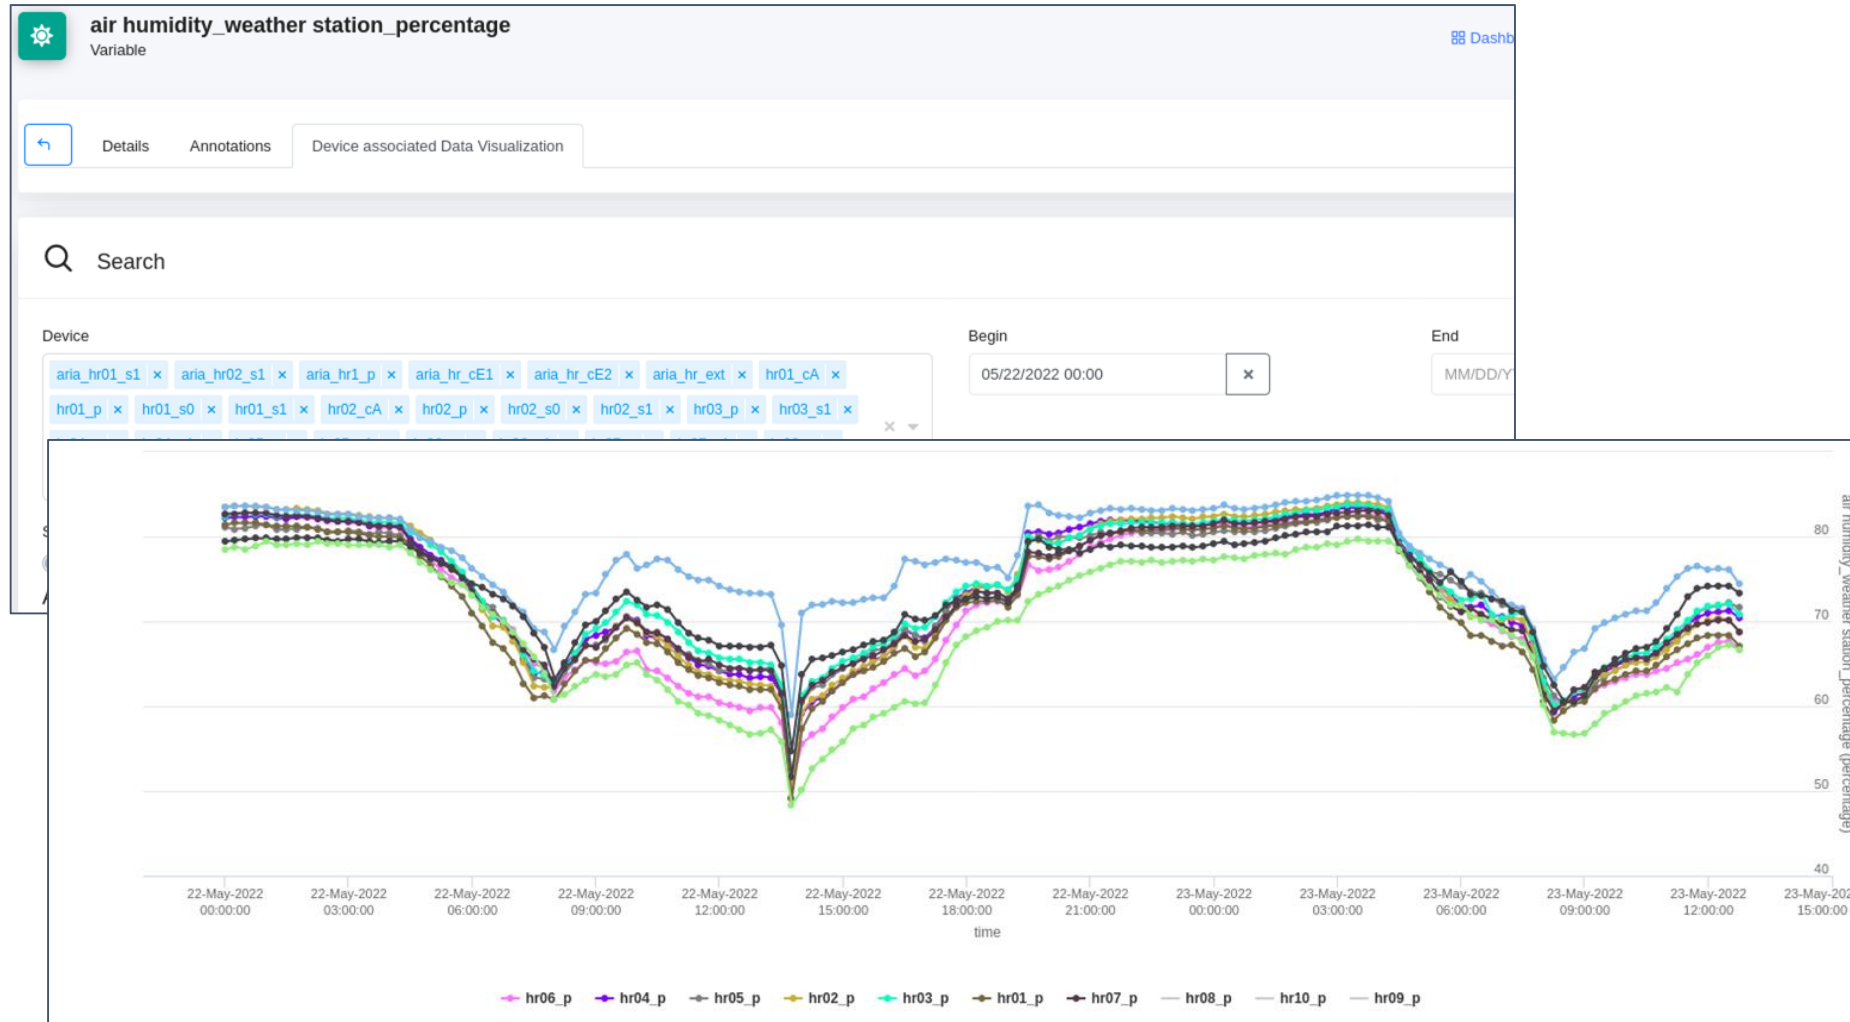 air humidity_weather station_percentage
Variable
Dashb
Details Annotations Device associated Data Visualization
Search
Device Begin End
aria_hr01_s1 × aria_hr02_s1 × aria_hr1_p × aria_hr_cE1 × aria_hr_cE2 × aria_hr_ext × hr01_cA ×
05/22/2022 00:00 ×
MM/DD/Y
hr01_p × hr01_s0 × hr01_s1 × hr02_cA × hr02_p × hr02_s0 × hr02_s1 × hr03_p × hr03_s1 ×
80
70
60
50
40
air humidity_weather station_percentage (percentage)
22-May-2022 22-May-2022 22-May-2022 22-May-2022 22-May-2022 22-May-2022 22-May-2022 22-May-2022 23-May-2022 23-May-2022 23-May-2022 23-May-2022 23-May-2022 23-May-202
00:00:00 03:00:00 06:00:00 09:00:00 12:00:00 15:00:00 18:00:00 21:00:00 00:00:00 03:00:00 06:00:00 09:00:00 12:00:00 15:00:00
time
hr06_p hr04_p hr05_p hr02_p hr03_p hr01_p hr07_p hr08_p hr10_p hr09_p